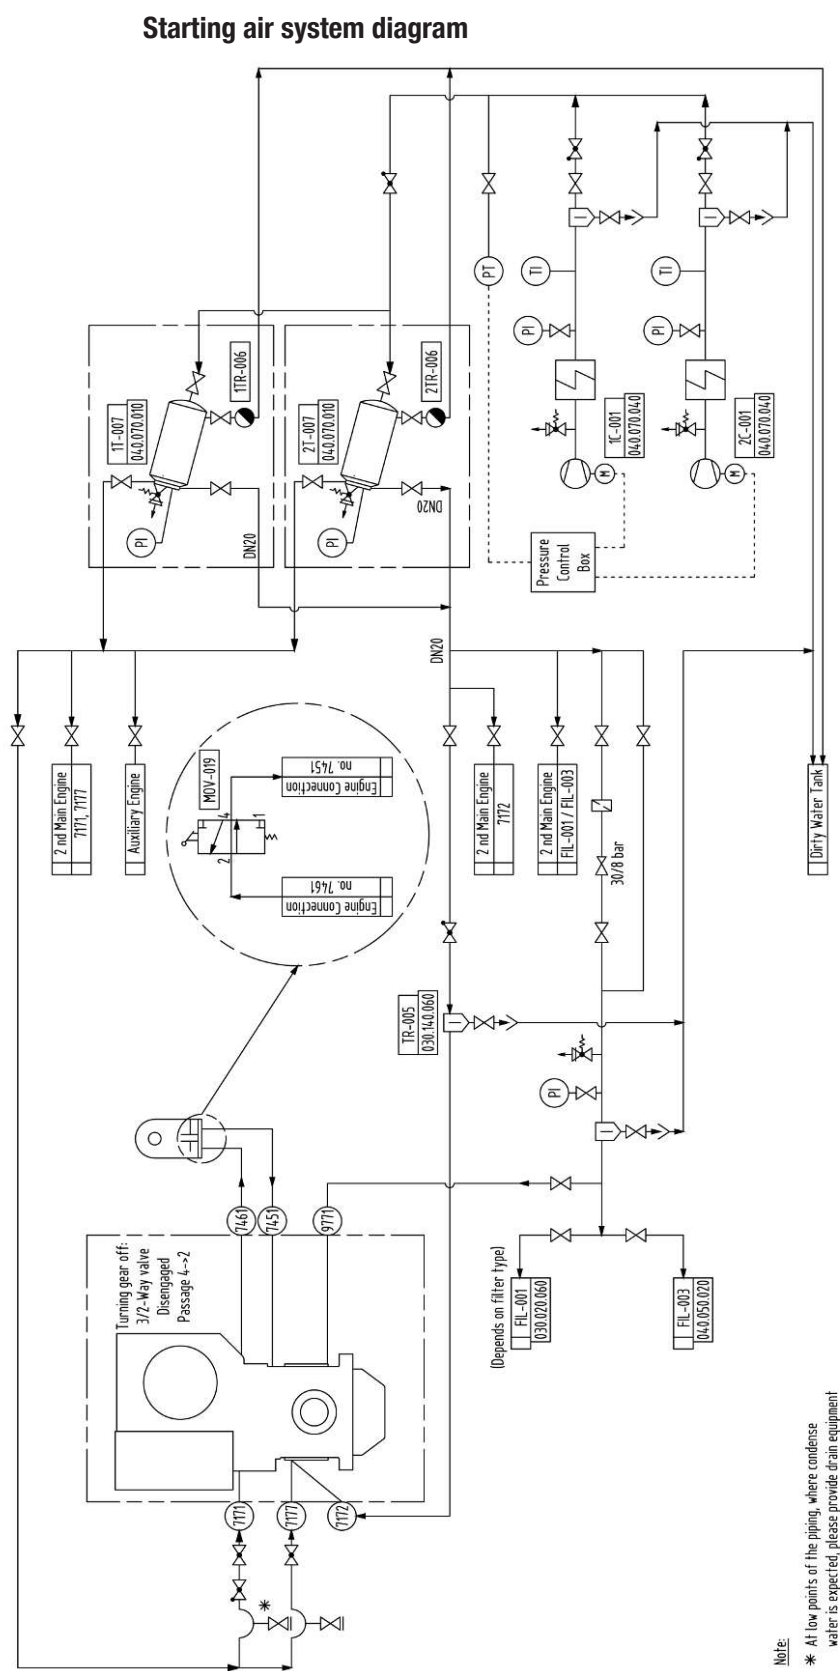 Starting air system diagram
1T-007
040.070.010
1TR-006
2T-007
040.070.010
2TR-006
PI
PI
DN20
DN20
DN20
PT
TI
TI
PI
PI
1C-001
040.070.040
2C-001
040.070.040
M
M
Pressure
Control
Box
2 nd Main Engine
7171, 7177
Auxiliary Engine
MOV-019
4
1
2
Engine Connection
no. 7451
Engine Connection
no. 7461
2 nd Main Engine
7172
2 nd Main Engine
FIL-001 / FIL-003
30/8 bar
Dirty Water Tank
TR-005
030.140.060
PI
7461
7451
9771
Turning gear off:
3/2-Way valve
Disengaged
Passage 4->2
(Depends on filter type)
FIL-001
030.020.060
FIL-003
040.050.020
7171
7177
7172
*
Note:
* At low points of the piping, where condense
water is expected, please provide drain equipment